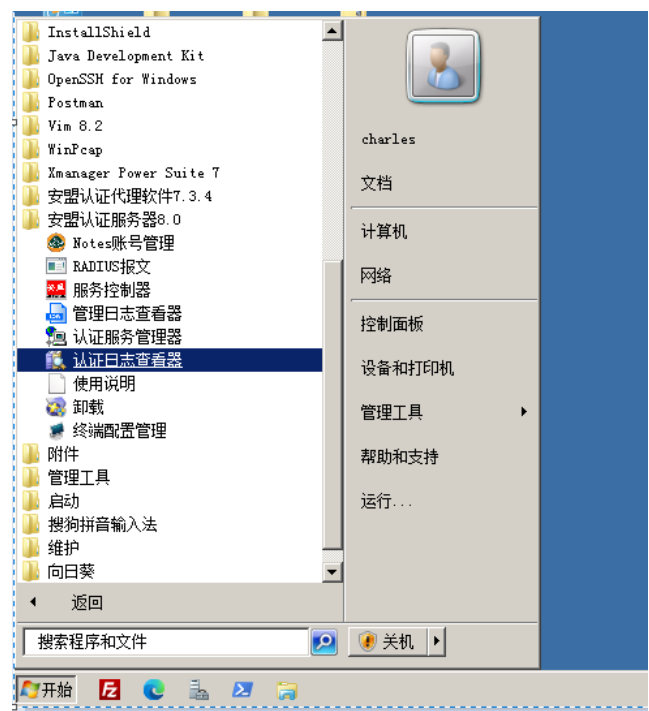 InstallShield
Java Development Kit
OpenSSH for Windows
Postman
Vim 8.2
WinPcap
Xmanager Power Suite 7
安盟认证代理软件7.3.4
安盟认证服务器8.0
Notes账号管理
RADIUS报文
服务控制器
管理日志查看器
认证服务管理器
认证日志查看器
使用说明
卸载
终端配置管理
附件
管理工具
启动
搜狗拼音输入法
维护
向日葵
返回
搜索程序和文件
charles
文档
计算机
网络
控制面板
设备和打印机
管理工具
帮助和支持
运行...
关机
开始